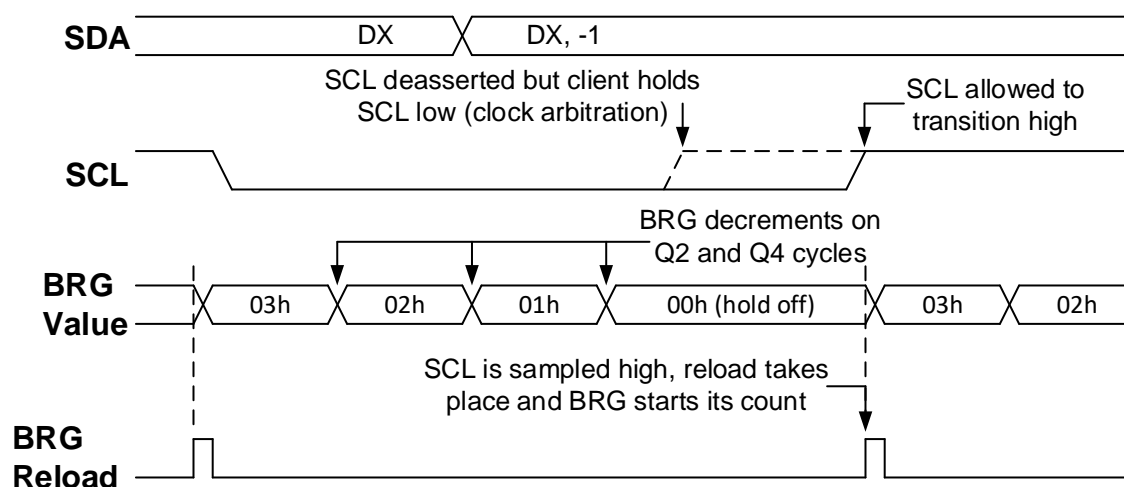 SDA
DX
DX, -1
SCL deasserted but client holds
SCL low (clock arbitration)
SCL allowed to
transition high
SCL
BRG decrements on
Q2 and Q4 cycles
BRG
Value
03h
02h
01h
00h (hold off)
03h
02h
SCL is sampled high, reload takes
place and BRG starts its count
BRG
Reload